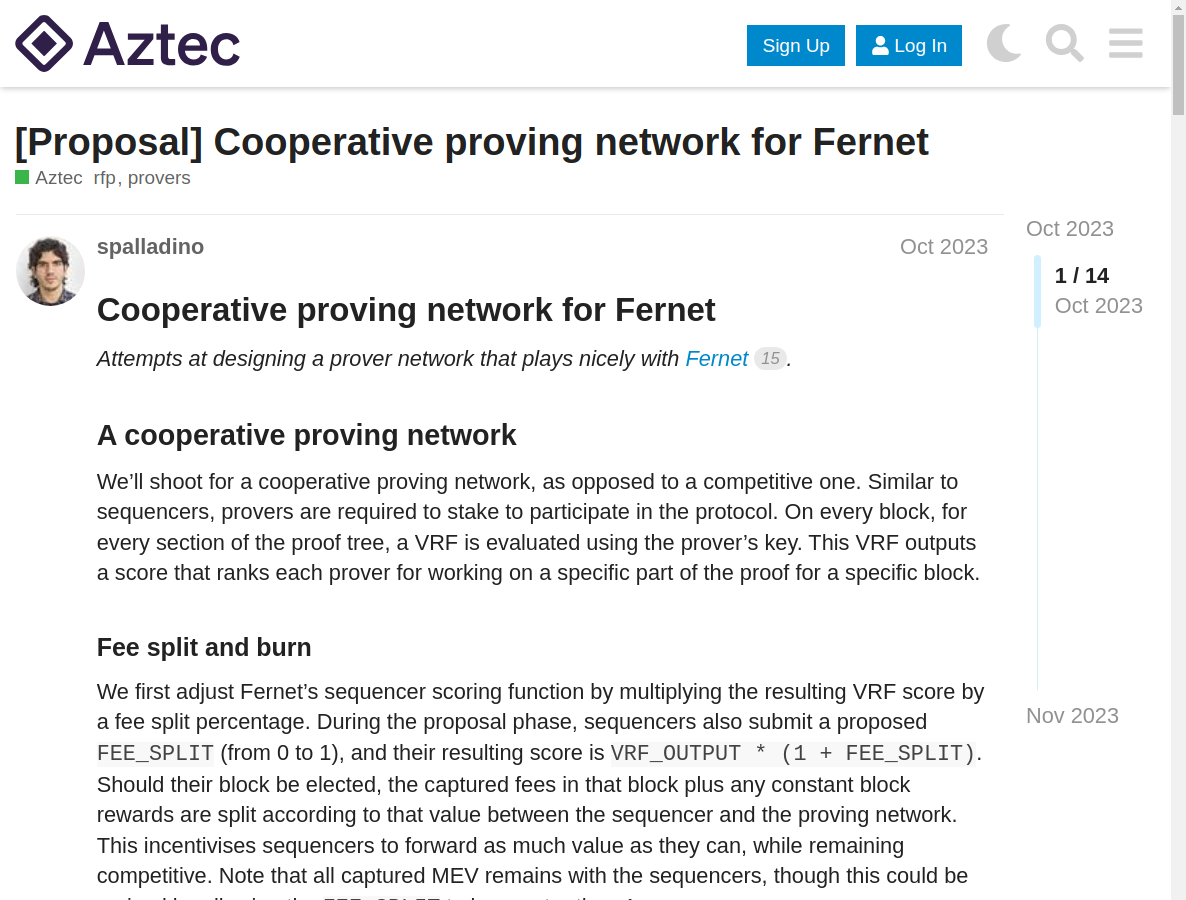 Aztec
Sign Up
Log In
[Proposal] Cooperative proving network for Fernet
Aztec rfp, provers
spalladino
Oct 2023
Cooperative proving network for Fernet
Attempts at designing a prover network that plays nicely with Fernet 15.
A cooperative proving network
We’ll shoot for a cooperative proving network, as opposed to a competitive one. Similar to
sequencers, provers are required to stake to participate in the protocol. On every block, for
every section of the proof tree, a VRF is evaluated using the prover’s key. This VRF outputs
a score that ranks each prover for working on a specific part of the proof for a specific block.
Fee split and burn
We first adjust Fernet’s sequencer scoring function by multiplying the resulting VRF score by
a fee split percentage. During the proposal phase, sequencers also submit a proposed
FEE_SPLIT (from 0 to 1), and their resulting score is VRF_OUTPUT * (1 + FEE_SPLIT).
Should their block be elected, the captured fees in that block plus any constant block
rewards are split according to that value between the sequencer and the proving network.
This incentivises sequencers to forward as much value as they can, while remaining
competitive. Note that all captured MEV remains with the sequencers, though this could be
Oct 2023
1 / 14
Oct 2023
Nov 2023